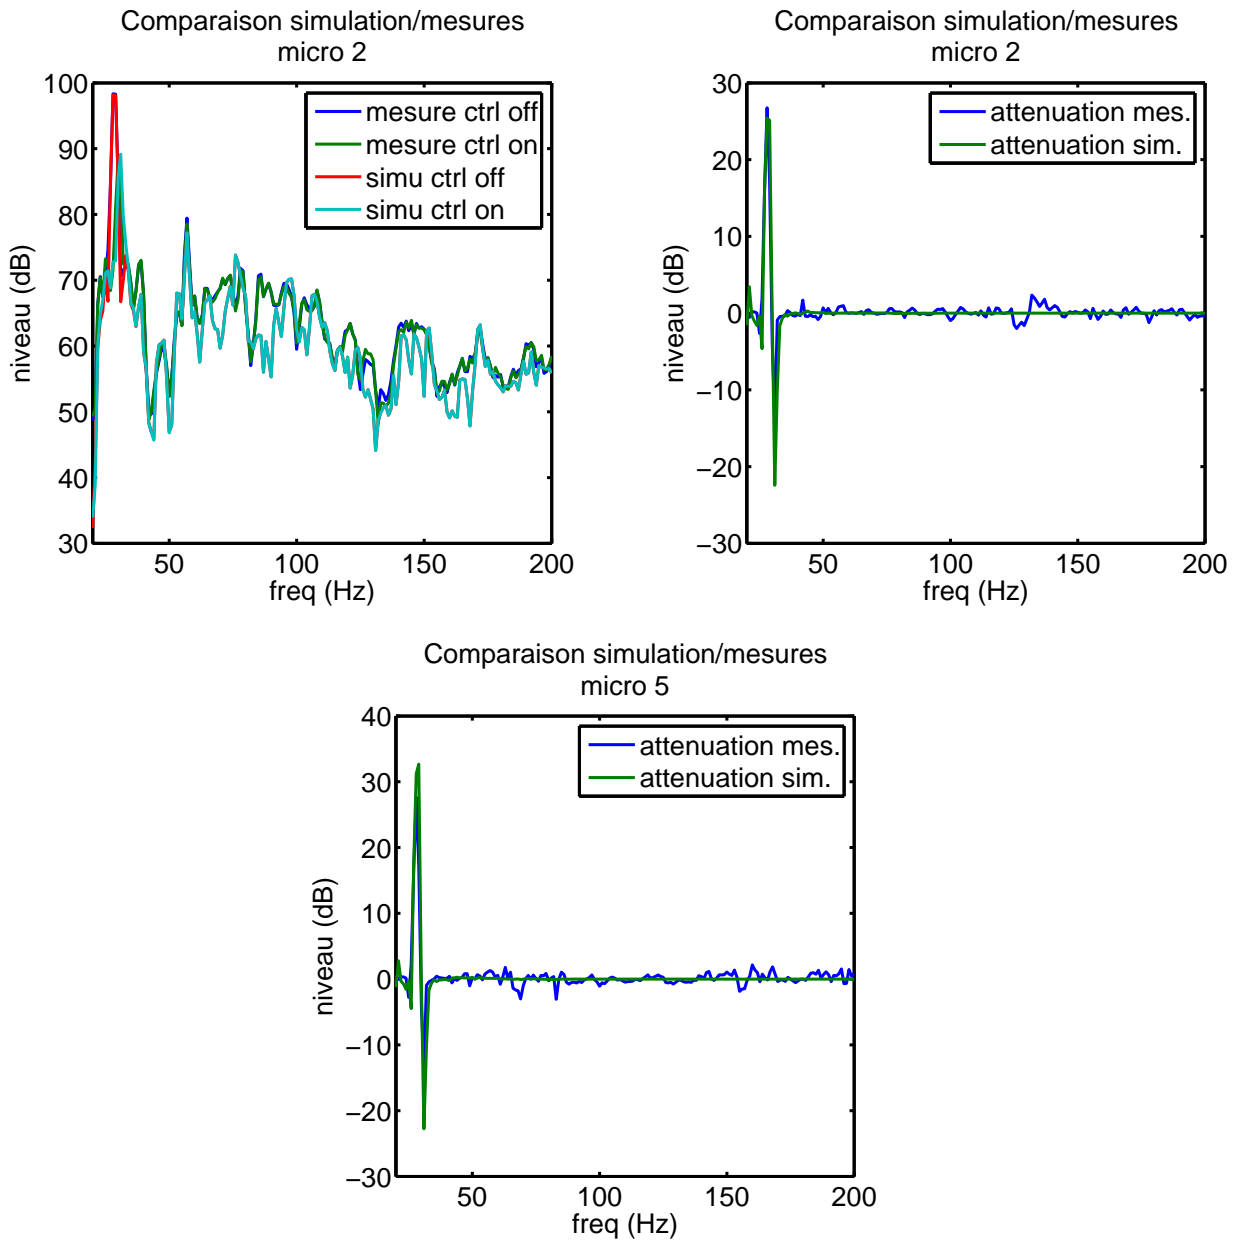 Comparaison simulation/mesures
micro 2
100
90
80
70
60
50
40
30
niveau (dB)
mesure ctrl off
mesure ctrl on
simu ctrl off
simu ctrl on
50
100
150
200
freq (Hz)
Comparaison simulation/mesures
micro 2
30
20
10
0
−10
−20
−30
niveau (dB)
attenuation mes.
attenuation sim.
50
100
150
200
freq (Hz)
Comparaison simulation/mesures
micro 5
40
30
20
10
0
−10
−20
−30
niveau (dB)
attenuation mes.
attenuation sim.
50
100
150
200
freq (Hz)